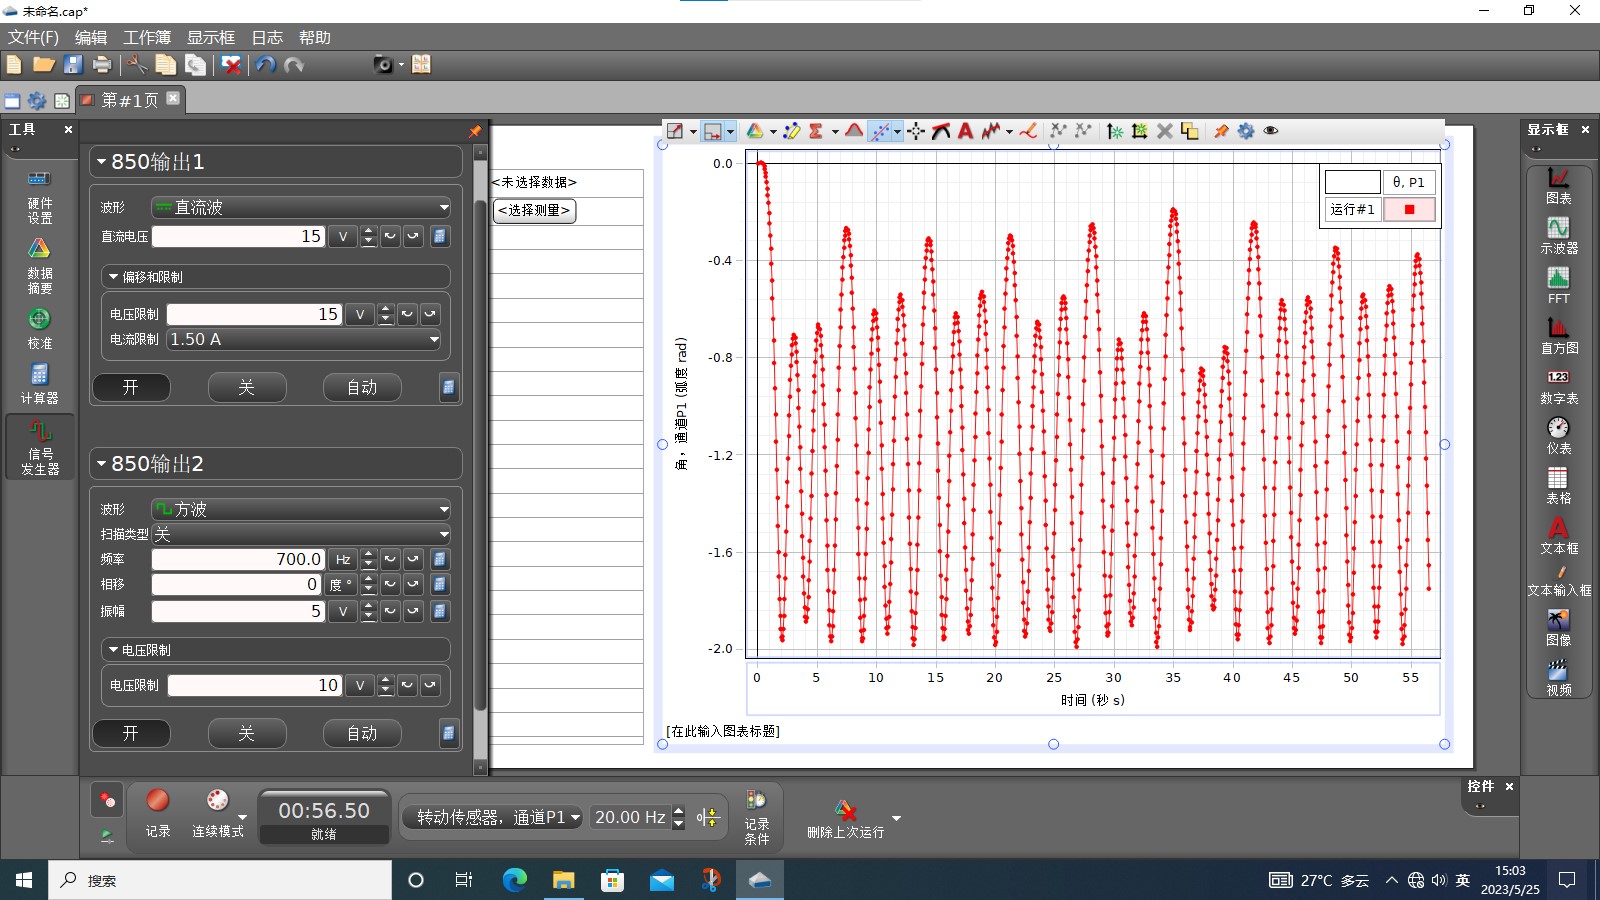 未命名.cap*
文件(F) 编辑 工作簿 显示框 日志 帮助
第#1页
工具
硬件
设置
数据
摘要
校准
计算器
信号
发生器
850输出1
波形 直流波
直流电压 15 V
偏移和限制
电压限制 15 V
电流限制 1.50 A
开 关 自动
850输出2
波形 方波
扫描类型 关
频率 700.0 Hz
相移 0 度 °
振幅 5 V
电压限制
电压限制 10 V
开 关 自动
<未选择数据>
<选择测量>
θ, P1
运行#1
0.0
-0.4
-0.8
-1.2
-1.6
-2.0
角，通道P1 (弧度 rad)
0 5 10 15 20 25 30 35 40 45 50 55
时间 (秒 s)
[在此输入图表标题]
显示框
图表
示波器
FFT
直方图
1.23
数字表
仪表
表格
文本框
文本输入框
图像
视频
控件
记录
连续模式
00:56.50
就绪
转动传感器，通道P1
20.00 Hz
记录
条件
删除上次运行
搜索
27°C 多云
英
15:03
2023/5/25